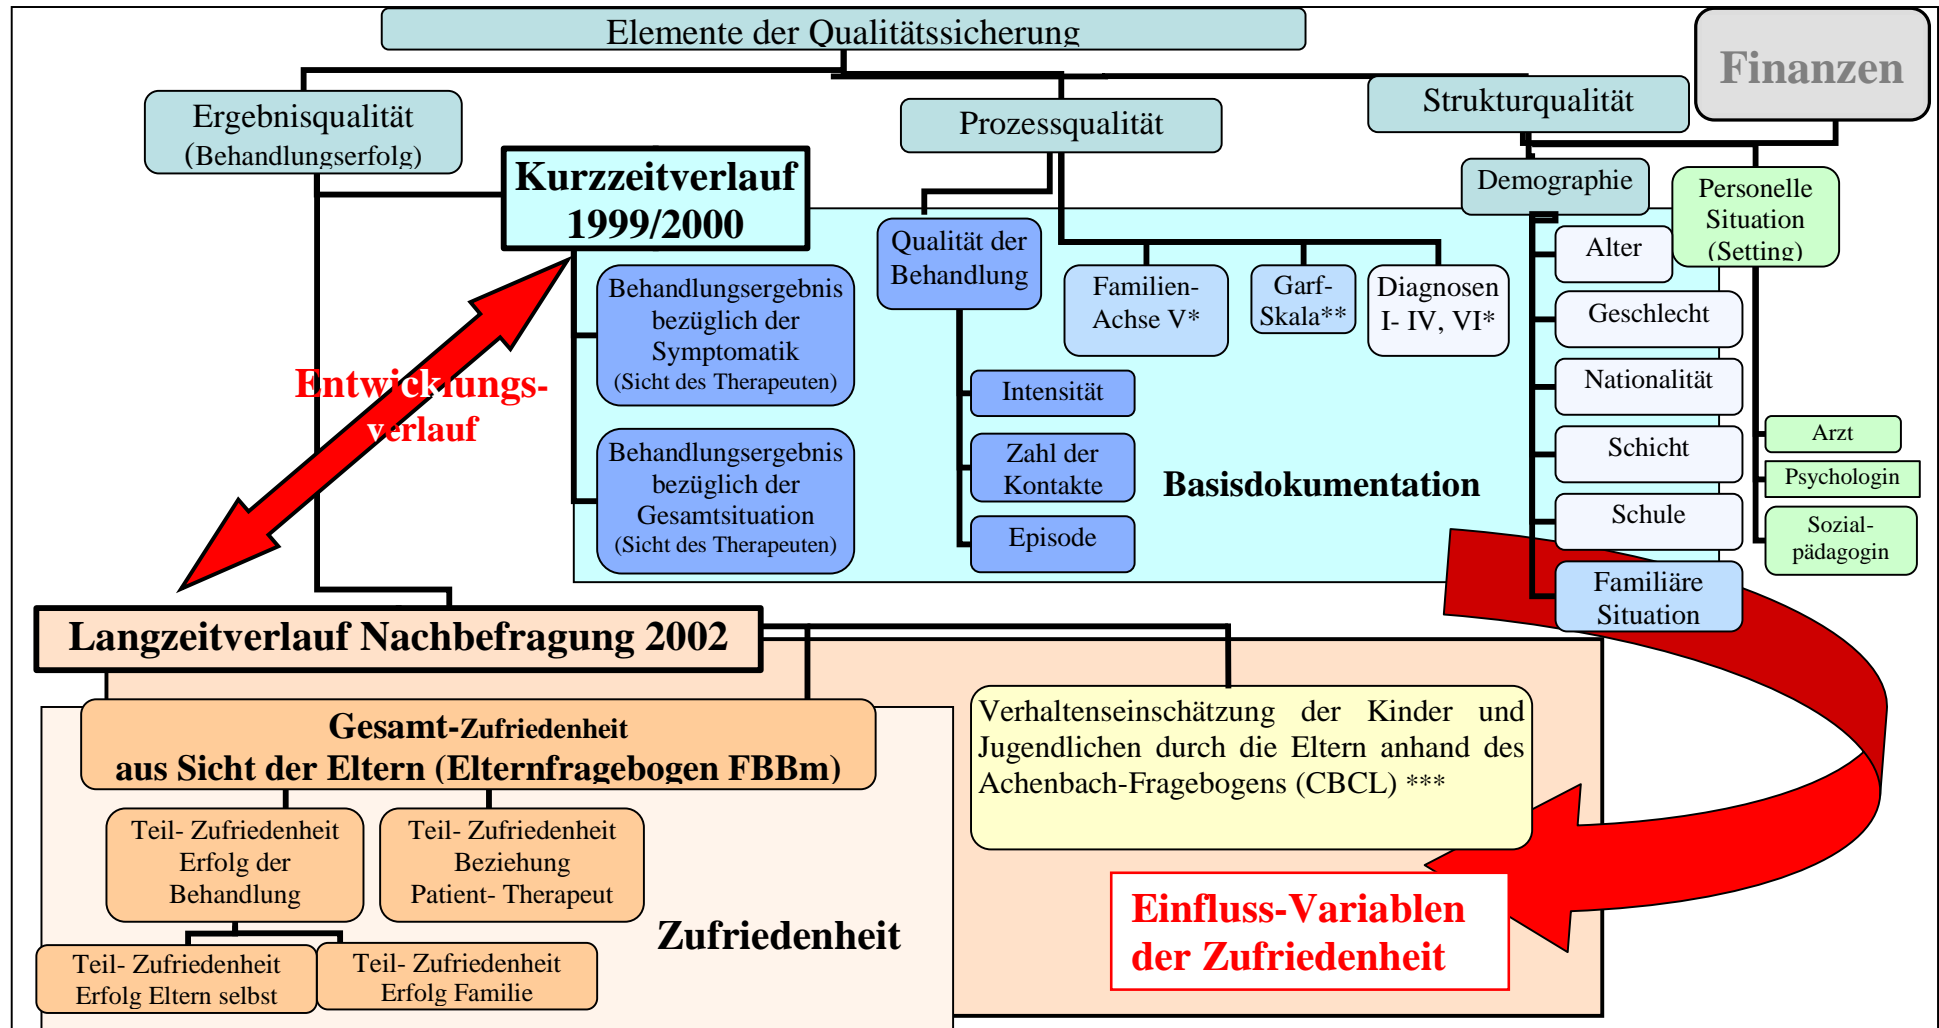 Elemente der Qualitätssicherung
Finanzen
Ergebnisqualität
(Behandlungserfolg)
Prozessqualität
Strukturqualität
Kurzzeitverlauf
1999/2000
Demographie
Personelle
Situation
(Setting)
Qualität der
Behandlung
Familien-
Achse V*
Garf-
Skala**
Diagnosen
I- IV, VI*
Alter
Geschlecht
Nationalität
Schicht
Schule
Familiäre
Situation
Behandlungsergebnis
bezüglich der
Symptomatik
(Sicht des Therapeuten)
Behandlungsergebnis
bezüglich der
Gesamtsituation
(Sicht des Therapeuten)
Intensität
Zahl der
Kontakte
Episode
Basisdokumentation
Arzt
Psychologin
Sozial-
pädagogin
Entwicklungs-
verlauf
Langzeitverlauf Nachbefragung 2002
Gesamt-Zufriedenheit
aus Sicht der Eltern (Elternfragebogen FBBm)
Verhaltenseinschätzung der Kinder und
Jugendlichen durch die Eltern anhand des
Achenbach-Fragebogens (CBCL) ***
Teil- Zufriedenheit
Erfolg der
Behandlung
Teil- Zufriedenheit
Beziehung
Patient- Therapeut
Teil- Zufriedenheit
Erfolg Eltern selbst
Teil- Zufriedenheit
Erfolg Familie
Zufriedenheit
Einfluss-Variablen
der Zufriedenheit